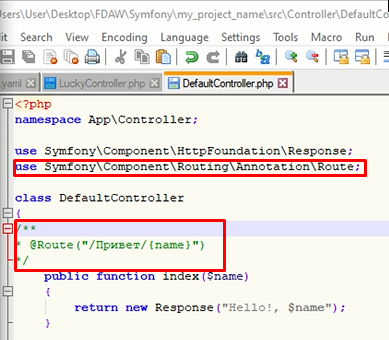 Users\User\Desktop\FDAW\Symfony\my_project_name\src\Controller\DefaultCo
Search View Encoding Language Settings Tools Macro Run
yaml LuckyController.php DefaultController.php
<?php
namespace App\Controller;
use Symfony\Component\HttpFoundation\Response;
use Symfony\Component\Routing\Annotation\Route;
class DefaultController
{
/**
* @Route("/Привет/{name}")
*/
public function index($name)
{
return new Response("Hello!, $name");
}